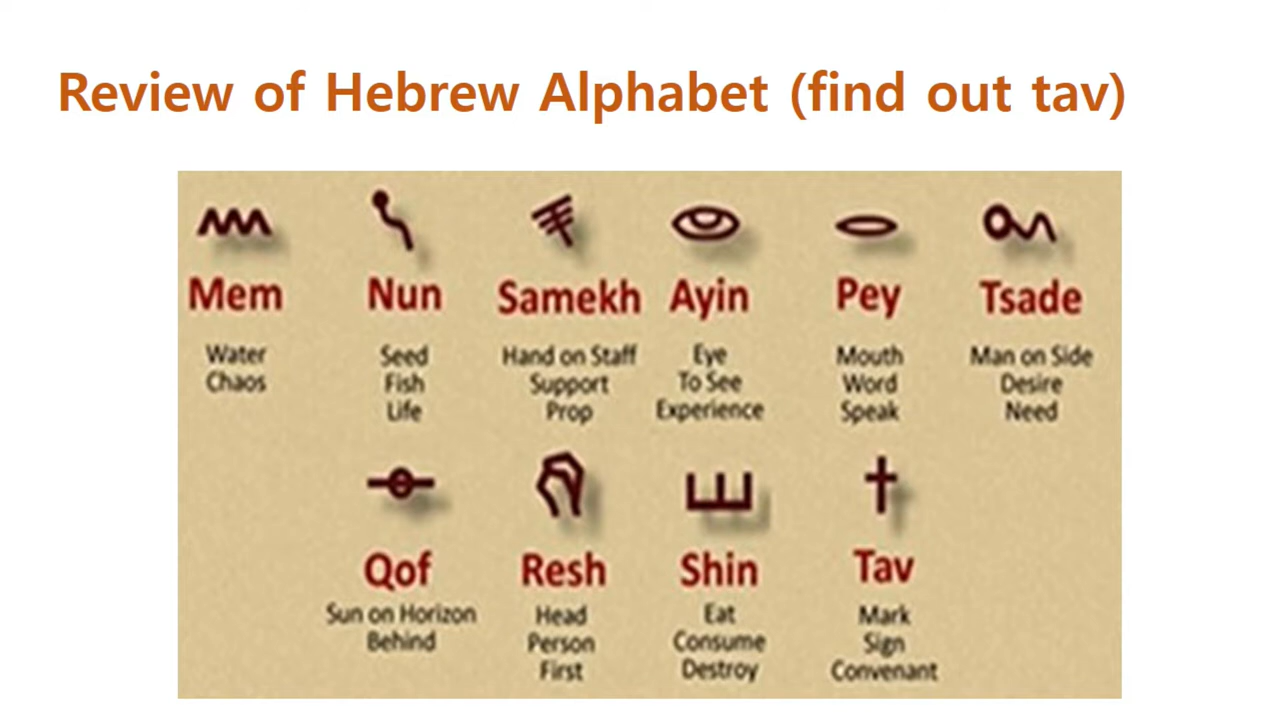 Review of Hebrew Alphabet (find out tav)
Mem Nun Samekh Ayin Pey Tsade
Water Seed Hand on Staff Eye Mouth Man on Side
Chaos Fish Support To See Word Desire
Life Prop Experience Speak Need
Qof Resh Shin Tav
Sun on Horizon Head Eat Mark
Behind Person Consume Sign
First Destroy Convenant